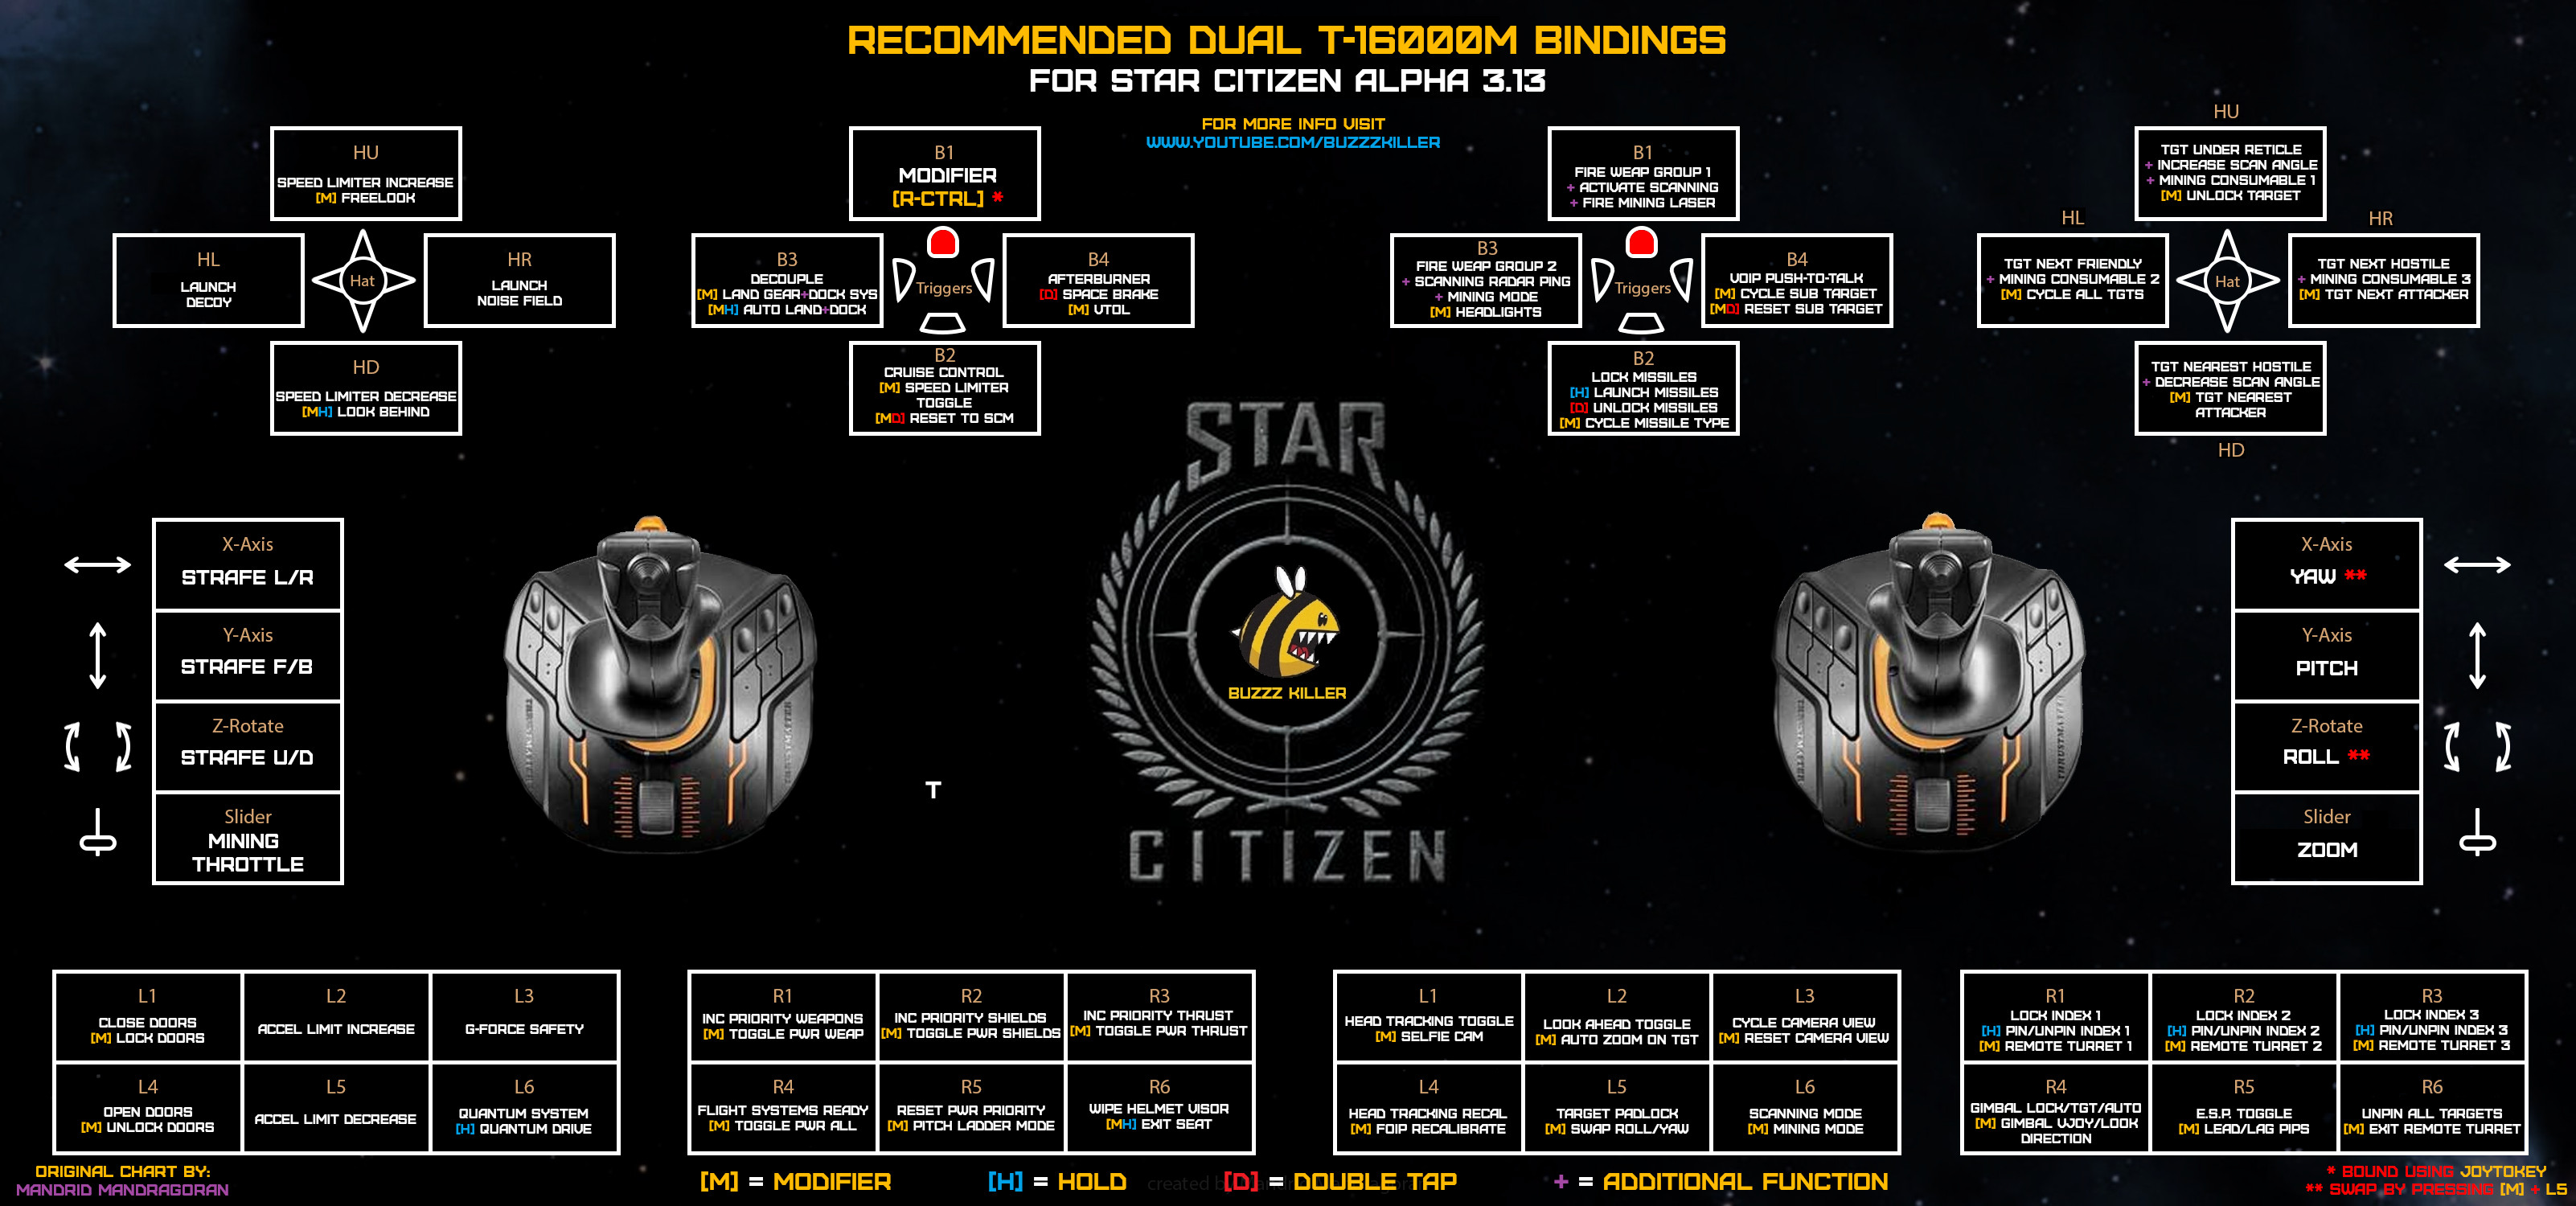 RECOMMENDED DUAL T-16000M BINDINGS
FOR STAR CITIZEN ALPHA 3.13
FOR MORE INFO VISIT
WWW.YOUTUBE.COM/BUZZZKILLER
HU
SPEED LIMITER INCREASE
[M] FREELOOK
HL
LAUNCH
DECOY
Hat
HR
LAUNCH
NOISE FIELD
HD
SPEED LIMITER DECREASE
[MH] LOOK BEHIND
B1
MODIFIER
[R-CTRL] *
B3
DECOUPLE
[M] LAND GEAR+DOCK SYS
[MH] AUTO LAND+DOCK
Triggers
B4
AFTERBURNER
[D] SPACE BRAKE
[M] VTOL
B2
CRUISE CONTROL
[M] SPEED LIMITER
TOGGLE
[MD] RESET TO SCM
B1
FIRE WEAP GROUP 1
+ ACTIVATE SCANNING
+ FIRE MINING LASER
B3
FIRE WEAP GROUP 2
+ SCANNING RADAR PING
+ MINING MODE
[M] HEADLIGHTS
Triggers
B4
VOIP PUSH-TO-TALK
[M] CYCLE SUB TARGET
[MD] RESET SUB TARGET
B2
LOCK MISSILES
[H] LAUNCH MISSILES
[D] UNLOCK MISSILES
[M] CYCLE MISSILE TYPE
HU
TGT UNDER RETICLE
+ INCREASE SCAN ANGLE
+ MINING CONSUMABLE 1
[M] UNLOCK TARGET
HL
TGT NEXT FRIENDLY
+ MINING CONSUMABLE 2
[M] CYCLE ALL TGTS
Hat
HR
TGT NEXT HOSTILE
+ MINING CONSUMABLE 3
[M] TGT NEXT ATTACKER
TGT NEAREST HOSTILE
+ DECREASE SCAN ANGLE
[M] TGT NEAREST
ATTACKER
HD
X-Axis
STRAFE L/R
Y-Axis
STRAFE F/B
Z-Rotate
STRAFE U/D
Slider
MINING
THROTTLE
THRUSTMASTER
THRUSTMASTER
T
STAR
BUZZZ KILLER
CITIZEN
THRUSTMASTER
THRUSTMASTER
X-Axis
YAW **
Y-Axis
PITCH
Z-Rotate
ROLL **
Slider
ZOOM
L1
CLOSE DOORS
[M] LOCK DOORS
L2
ACCEL LIMIT INCREASE
L3
G-FORCE SAFETY
L4
OPEN DOORS
[M] UNLOCK DOORS
L5
ACCEL LIMIT DECREASE
L6
QUANTUM SYSTEM
[H] QUANTUM DRIVE
R1
INC PRIORITY WEAPONS
[M] TOGGLE PWR WEAP
R2
INC PRIORITY SHIELDS
[M] TOGGLE PWR SHIELDS
R3
INC PRIORITY THRUST
[M] TOGGLE PWR THRUST
R4
FLIGHT SYSTEMS READY
[M] TOGGLE PWR ALL
R5
RESET PWR PRIORITY
[M] PITCH LADDER MODE
R6
WIPE HELMET VISOR
[MH] EXIT SEAT
L1
HEAD TRACKING TOGGLE
[M] SELFIE CAM
L2
LOOK AHEAD TOGGLE
[M] AUTO ZOOM ON TGT
L3
CYCLE CAMERA VIEW
[M] RESET CAMERA VIEW
L4
HEAD TRACKING RECAL
[M] FOIP RECALIBRATE
L5
TARGET PADLOCK
[M] SWAP ROLL/YAW
L6
SCANNING MODE
[M] MINING MODE
R1
LOCK INDEX 1
[H] PIN/UNPIN INDEX 1
[M] REMOTE TURRET 1
R2
LOCK INDEX 2
[H] PIN/UNPIN INDEX 2
[M] REMOTE TURRET 2
R3
LOCK INDEX 3
[H] PIN/UNPIN INDEX 3
[M] REMOTE TURRET 3
R4
GIMBAL LOCK/TGT/AUTO
[M] GIMBAL VJOY/LOOK
DIRECTION
R5
E.S.P. TOGGLE
[M] LEAD/LAG PIPS
R6
UNPIN ALL TARGETS
[M] EXIT REMOTE TURRET
ORIGINAL CHART BY:
MANDRID MANDRAGORAN
[M] = MODIFIER
[H] = HOLD
created
[D] = DOUBLE TAP
+ = ADDITIONAL FUNCTION
* BOUND USING JOYTOKEY
** SWAP BY PRESSING [M] + L5